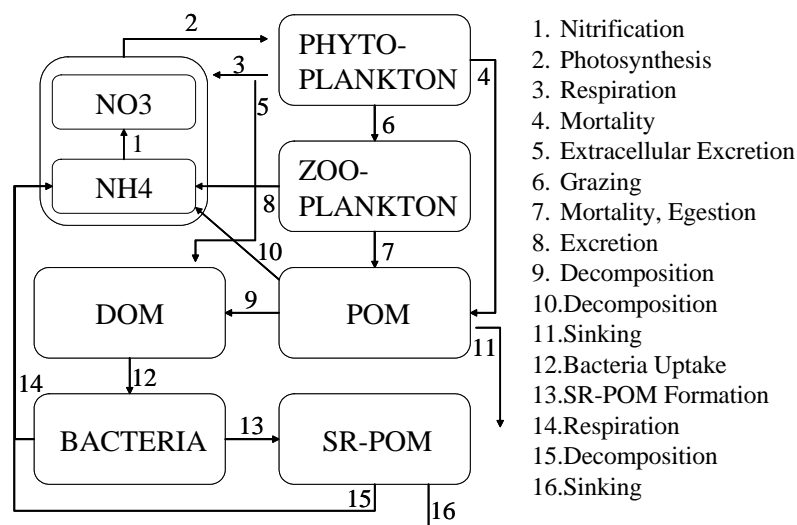 2
PHYTO-
PLANKTON
3
4
5
NO3
1
6
NH4
ZOO-
PLANKTON
8
7
10
DOM
9
POM
11
12
14
BACTERIA
13
SR-POM
15
16
1. Nitrification
2. Photosynthesis
3. Respiration
4. Mortality
5. Extracellular Excretion
6. Grazing
7. Mortality, Egestion
8. Excretion
9. Decomposition
10.Decomposition
11.Sinking
12.Bacteria Uptake
13.SR-POM Formation
14.Respiration
15.Decomposition
16.Sinking